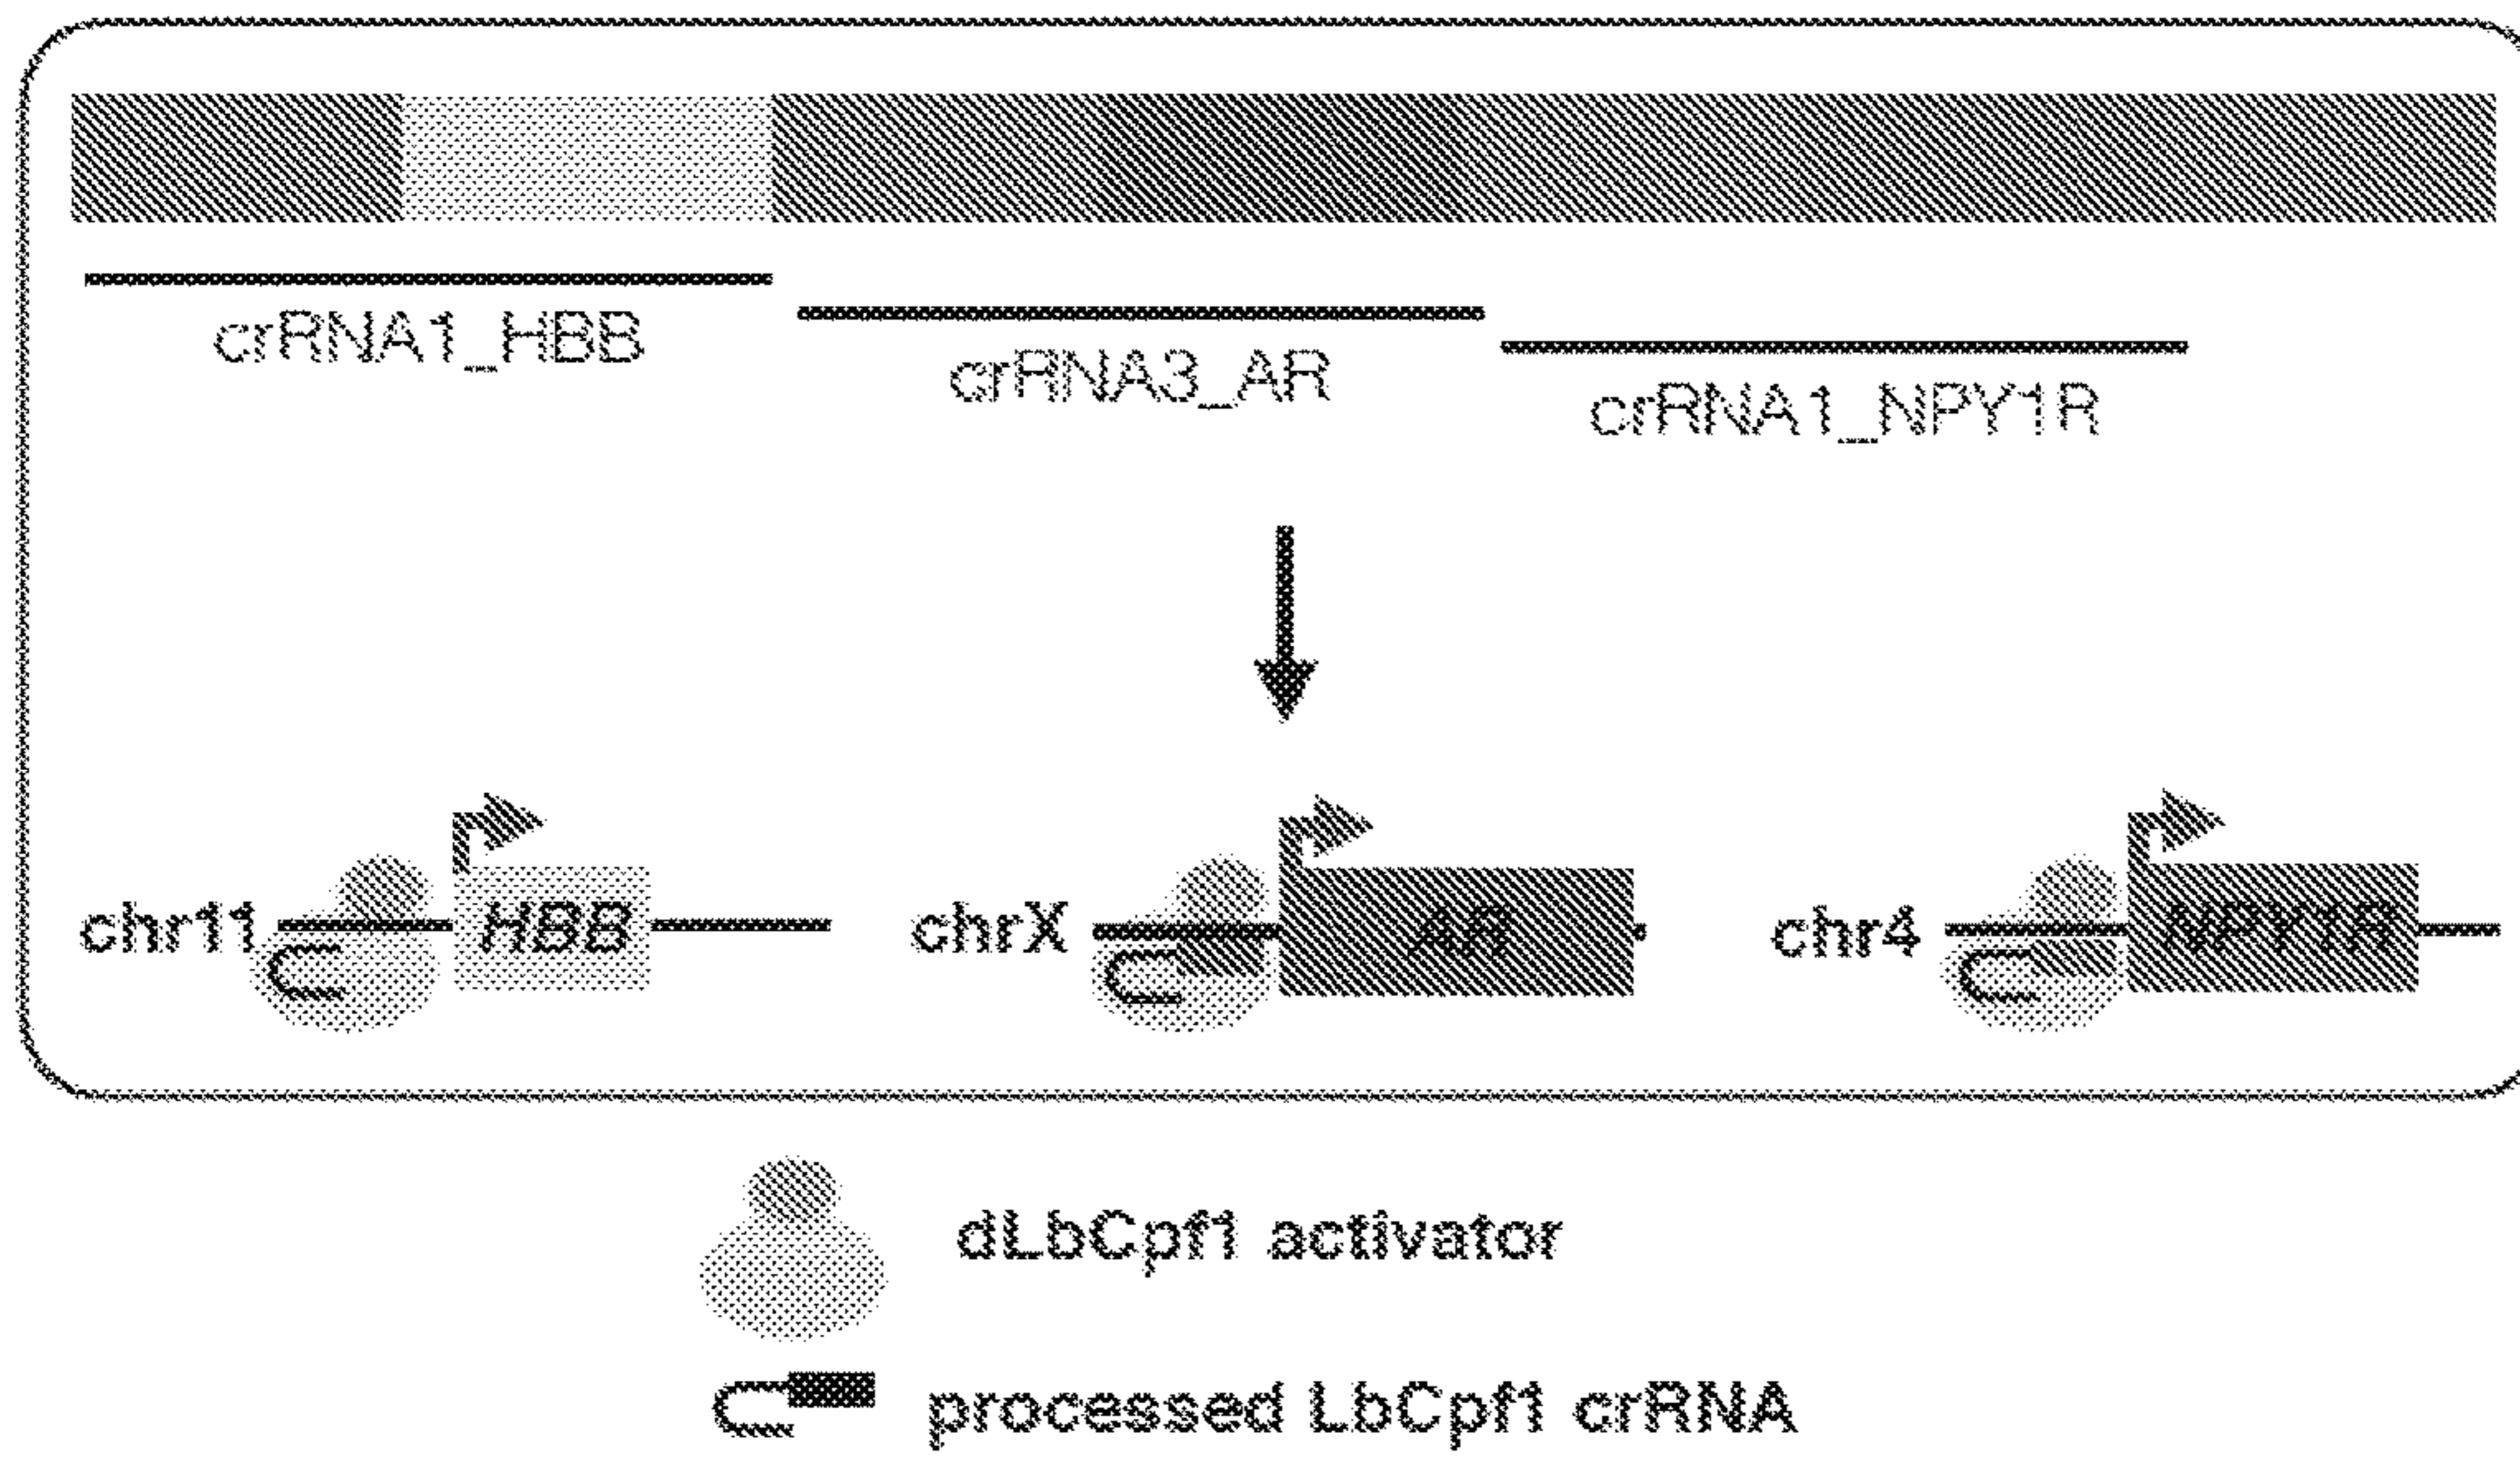 crRNA1_HBB
crRNA3_AR
crRNA1_NPY1R
chr11 HBB chrX AR chr4 NPY1R
dLbCpf1 activator
processed LbCpf1 crRNA